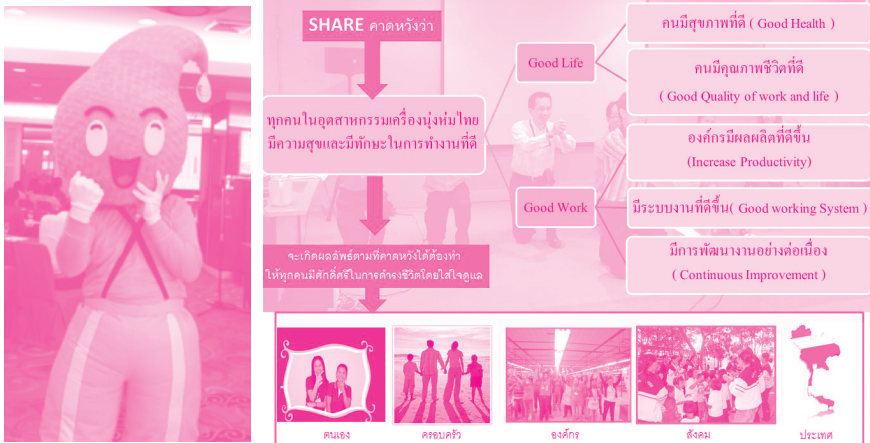 SHARE คาดหวังว่า
ทุกคนในอุตสาหกรรมเครื่องนุ่งห่มไทย
มีความสุขและมีทักษะในการทำงานที่ดี
Good Life
คนมีสุขภาพที่ดี ( Good Health )
คนมีคุณภาพชีวิตที่ดี
( Good Quality of work and life )
Good Work
องค์กรมีผลผลิตที่ดีขึ้น
(Increase Productivity)
มีระบบงานที่ดีขึ้น( Good working System )
มีการพัฒนางานอย่างต่อเนื่อง
( Continuous Improvement )
จะเกิดผลลัพธ์ตามที่คาดหวังได้ต้องทำ
ให้ทุกคนมีศักดิ์ศรีในการดำรงชีวิตโดยใส่ใจดูแล
ตนเอง
ครอบครัว
องค์กร
สังคม
ประเทศ